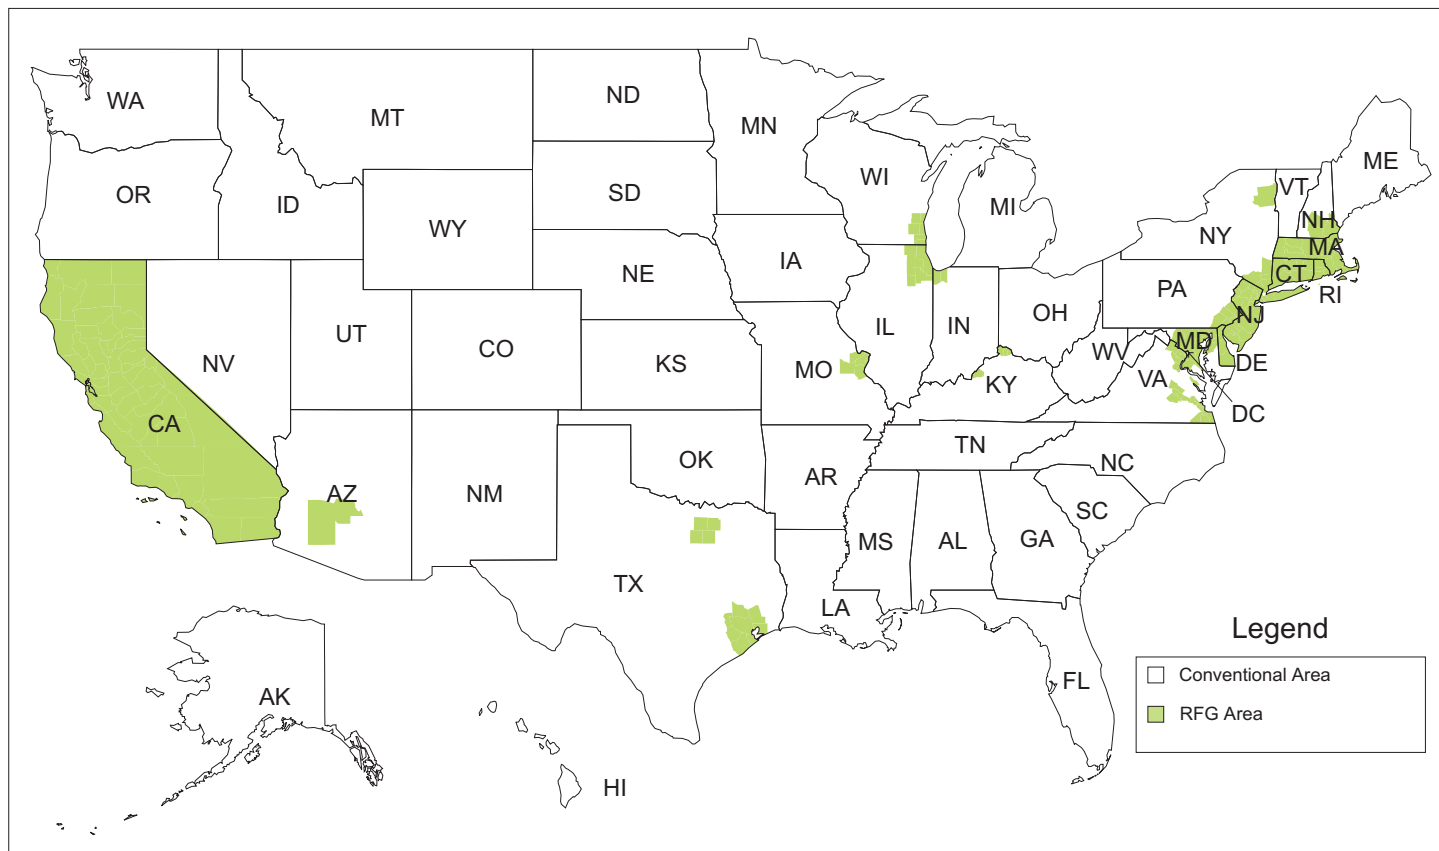 WA
MT
ND
MN
OR
ID
WY
SD
WI
MI
VT
ME
NH
NY
MA
NE
IA
CT
PA
RI
NV
UT
CO
KS
MO
IL
IN
OH
NJ
WV
MD
DE
VA
KY
DC
CA
AZ
NM
OK
AR
TN
NC
SC
MS
AL
GA
TX
LA
FL
AK
HI
Legend
Conventional Area
RFG Area